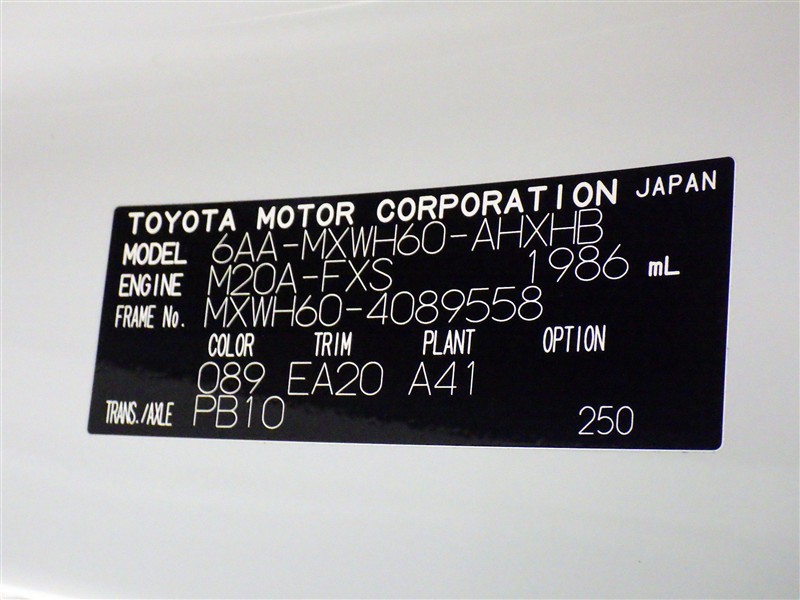 TOYOTA MOTOR CORPORATION JAPAN
MODEL 6AA-MXWH60-AHXHB
ENGINE M20A-FXS 1986 mL
FRAME No. MXWH60-4089558
COLOR TRIM PLANT OPTION
089 EA20 A41
TRANS./AXLE PB10 250